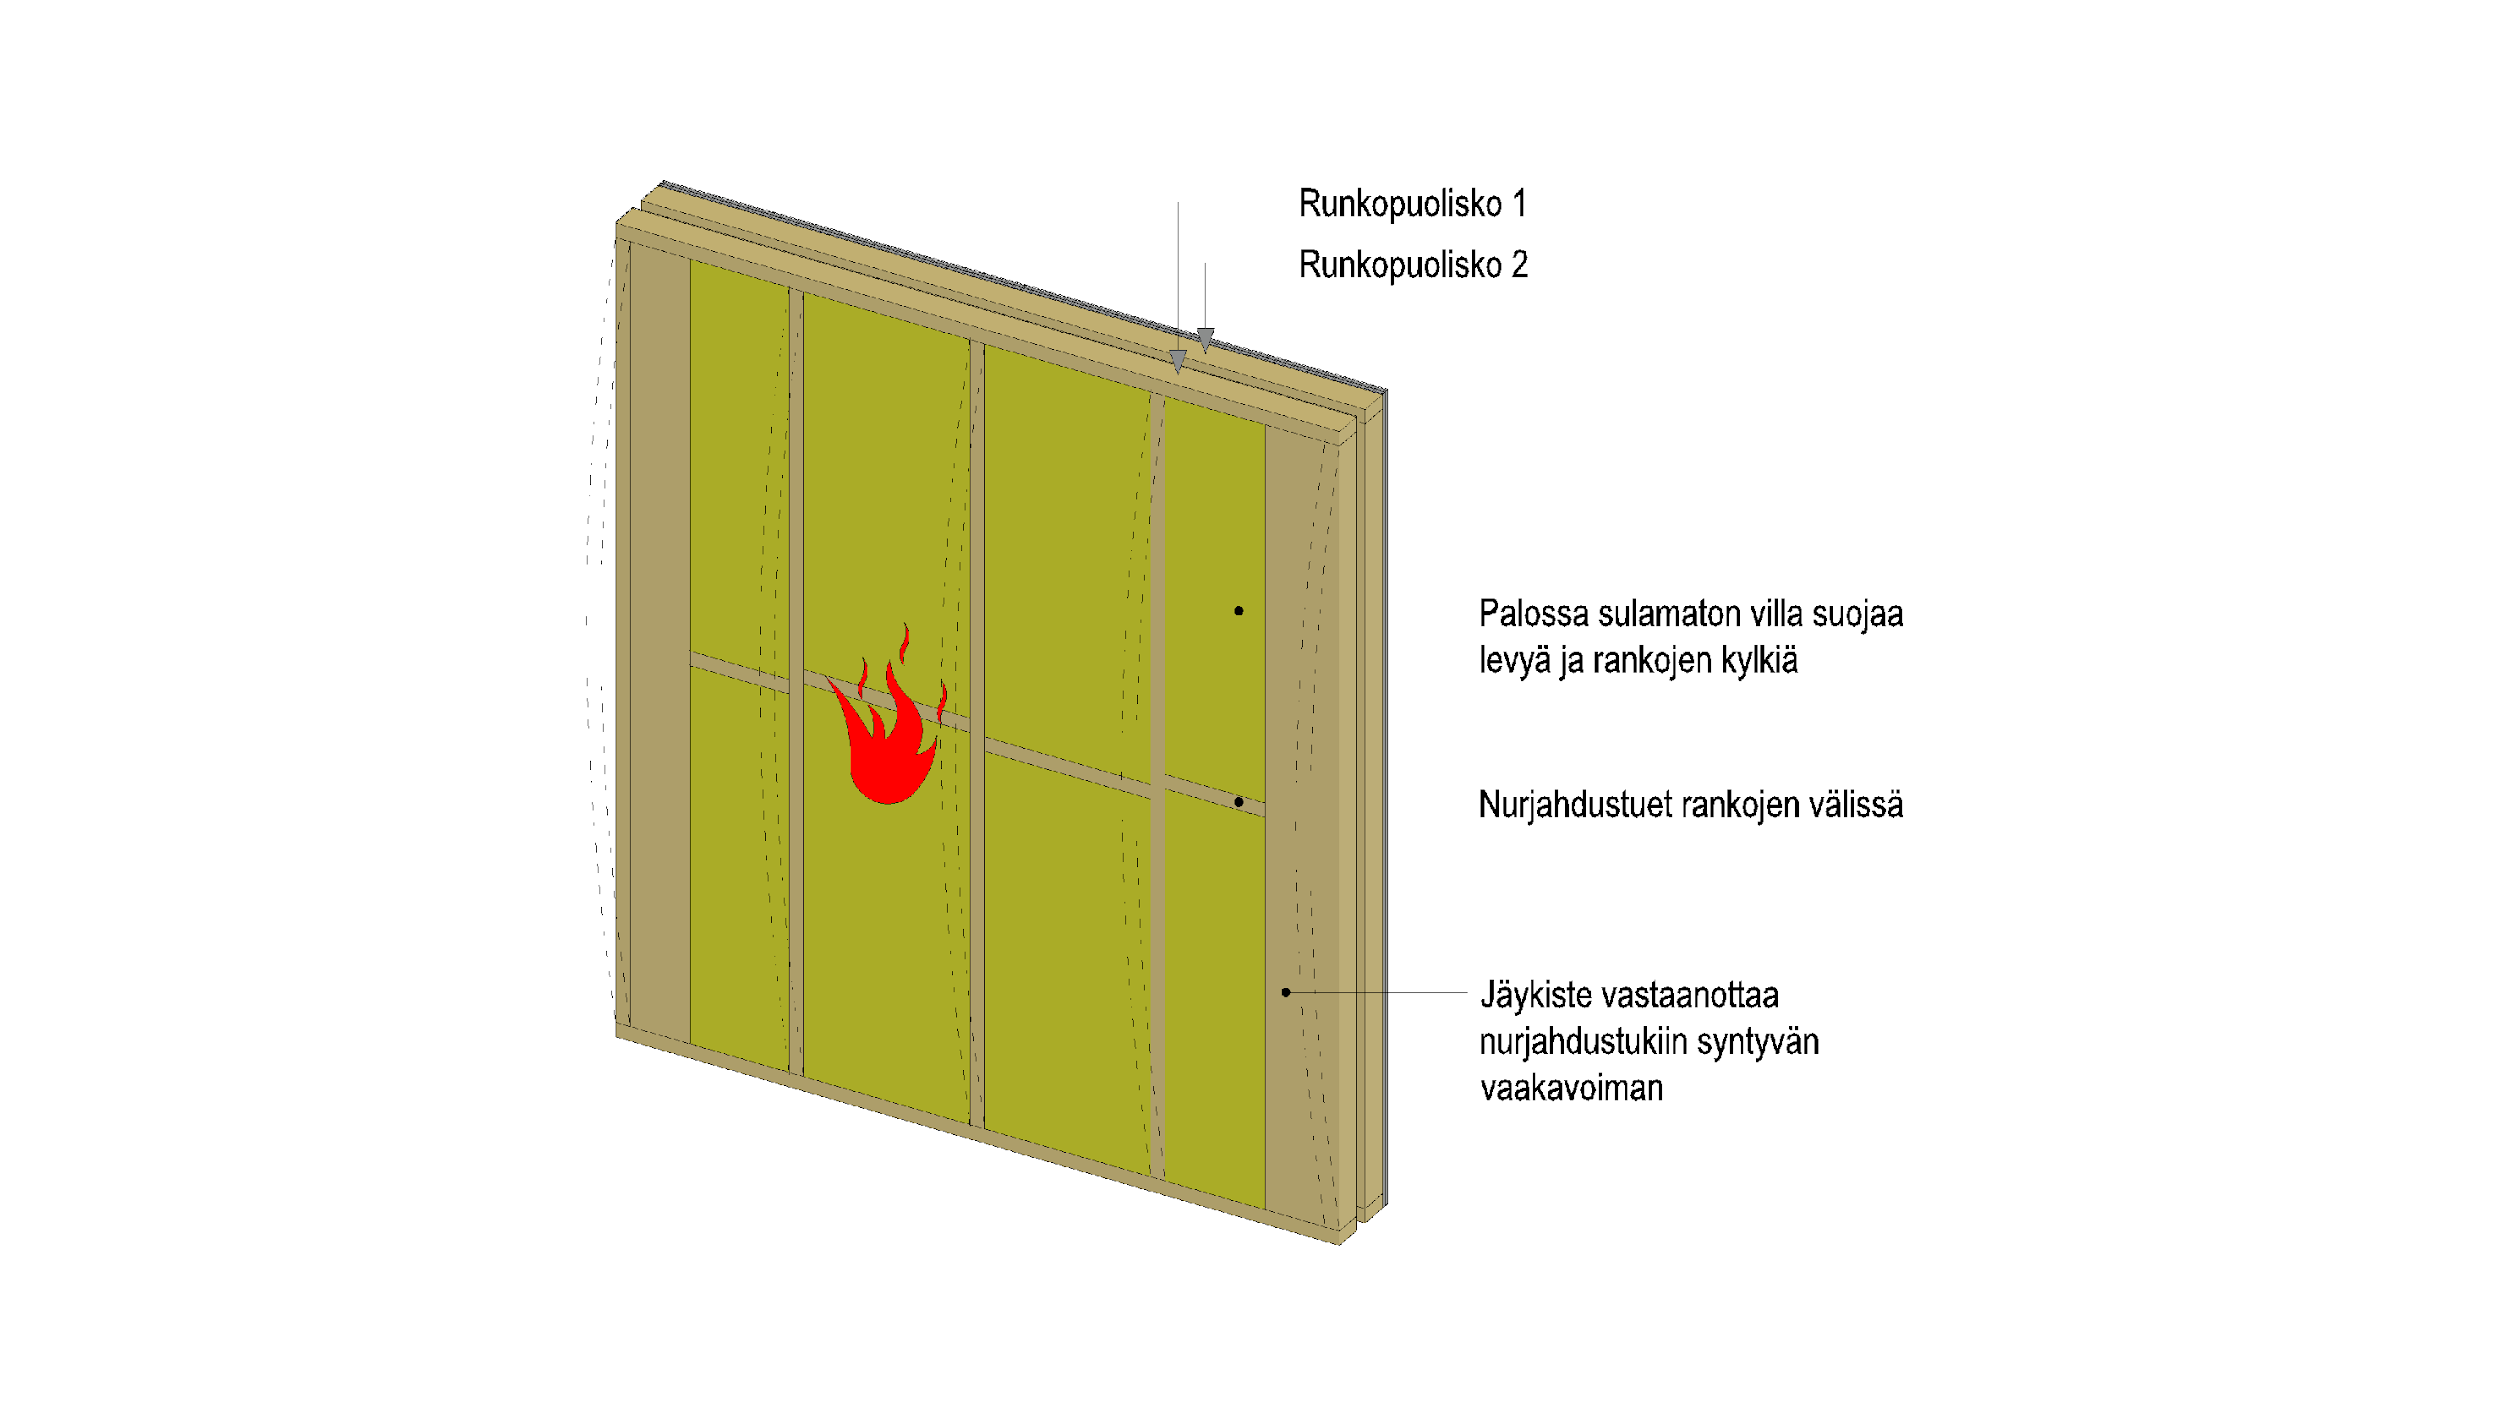 Runkopuolisko 1
Runkopuolisko 2
Palossa sulamaton villa suojaa
levyä ja rankojen kylkiä
Nurjahdustuet rankojen välissä
Jäykiste vastaanottaa
nurjahdustukiin syntyvän
vaakavoiman